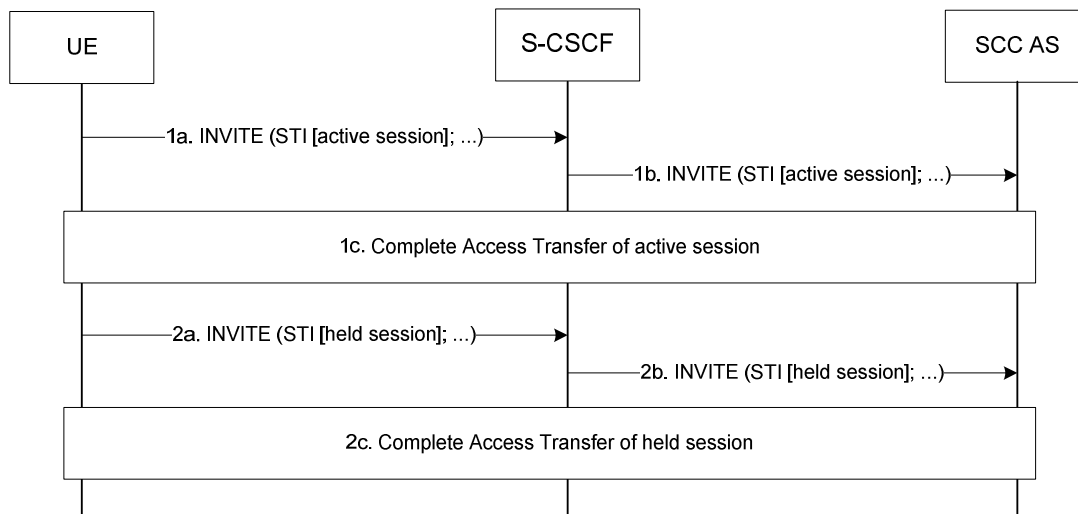 UE
S-CSCF
SCC AS
1a. INVITE (STI [active session]; ...)
1b. INVITE (STI [active session]; ...)
1c. Complete Access Transfer of active session
2a. INVITE (STI [held session]; ...)
2b. INVITE (STI [held session]; ...)
2c. Complete Access Transfer of held session